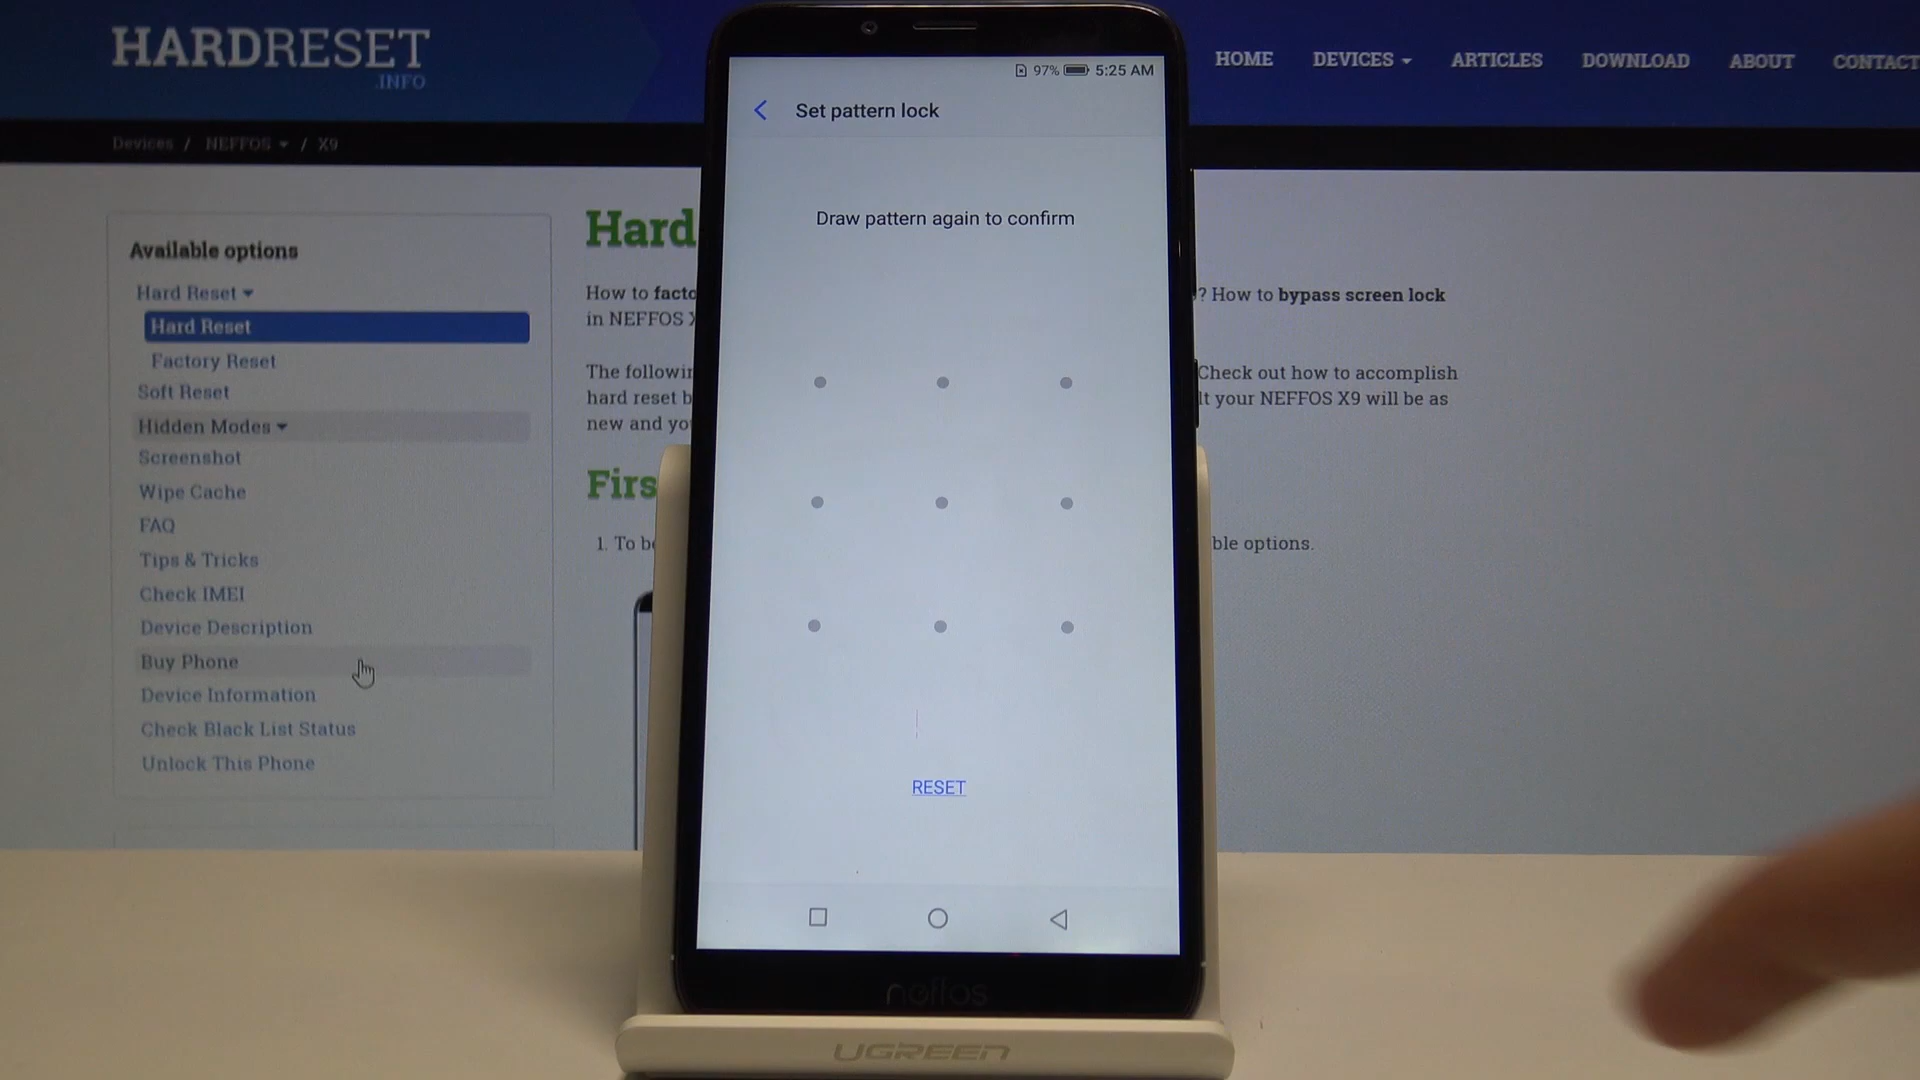 HARDRESET
.INFO
HOME DEVICES ARTICLES DOWNLOAD ABOUT CONTACT
Devices / NEFFOS / X9
Available options
Hard Reset
Hard Reset
Factory Reset
Soft Reset
Hidden Modes
Screenshot
Wipe Cache
FAQ
Tips & Tricks
Check IMEI
Device Description
Buy Phone
Device Information
Check Black List Status
Unlock This Phone
Hard
How to facto
? How to bypass screen lock
in NEFFOS X
The followin
Check out how to accomplish
hard reset b
lt your NEFFOS X9 will be as
new and you
Firs
1. To be
ble options.
97% 5:25 AM
Set pattern lock
Draw pattern again to confirm
RESET
neffos
UGREEN